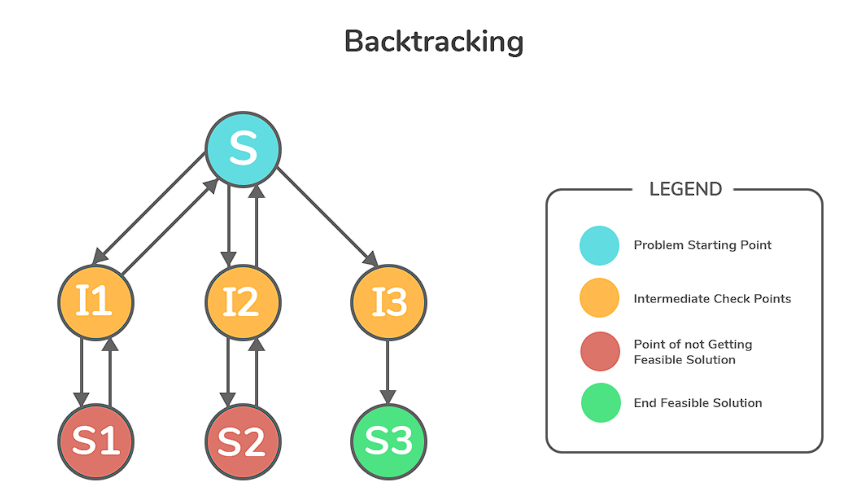 Backtracking
S
I1
I2
I3
S1
S2
S3
LEGEND
Problem Starting Point
Intermediate Check Points
Point of not Getting
Feasible Solution
End Feasible Solution